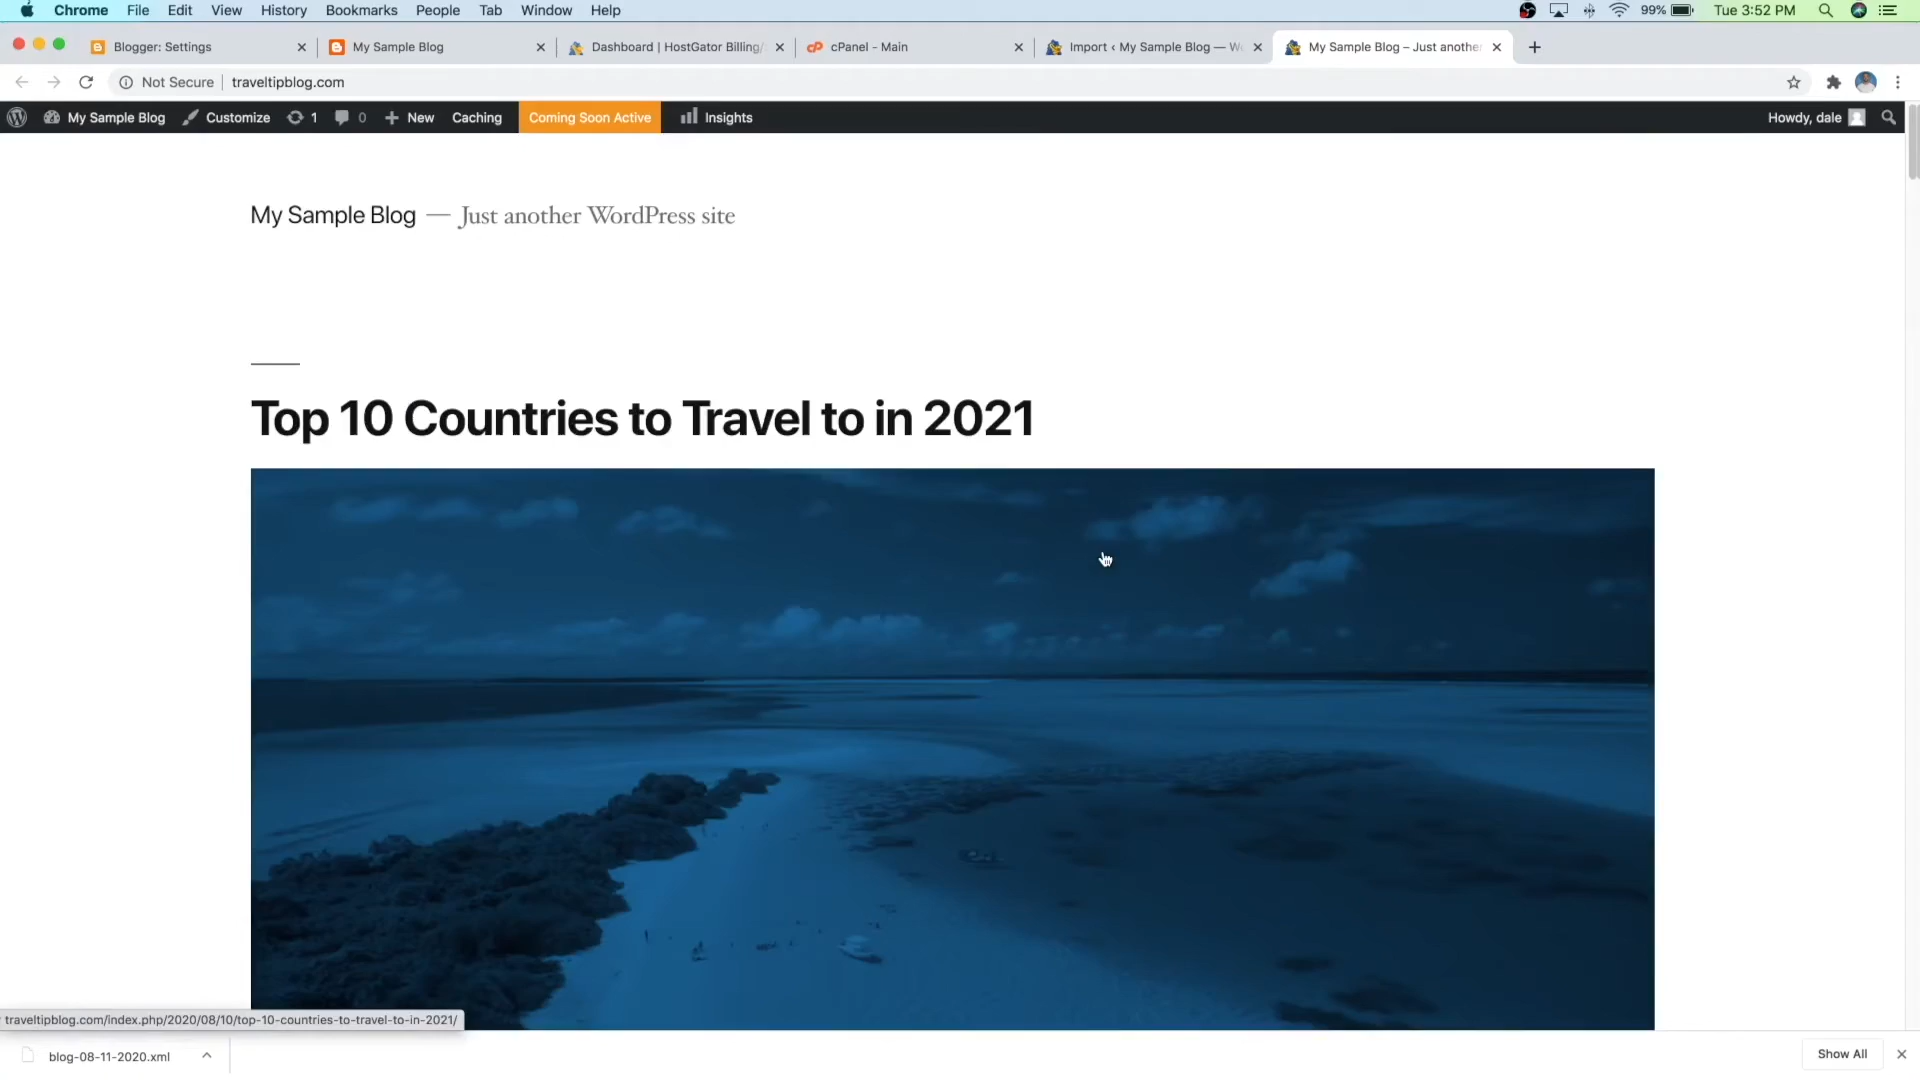 Chrome File Edit View History Bookmarks People Tab Window Help 99% Tue 3:52 PM
Blogger: Settings My Sample Blog Dashboard | HostGator Billing/ cPanel - Main Import ‹ My Sample Blog — W My Sample Blog – Just anothe
Not Secure traveltipblog.com
My Sample Blog Customize 1 0 New Caching Coming Soon Active Insights Howdy, dale
My Sample Blog — Just another WordPress site
Top 10 Countries to Travel to in 2021
traveltipblog.com/index.php/2020/08/10/top-10-countries-to-travel-to-in-2021/
blog-08-11-2020.xml Show All